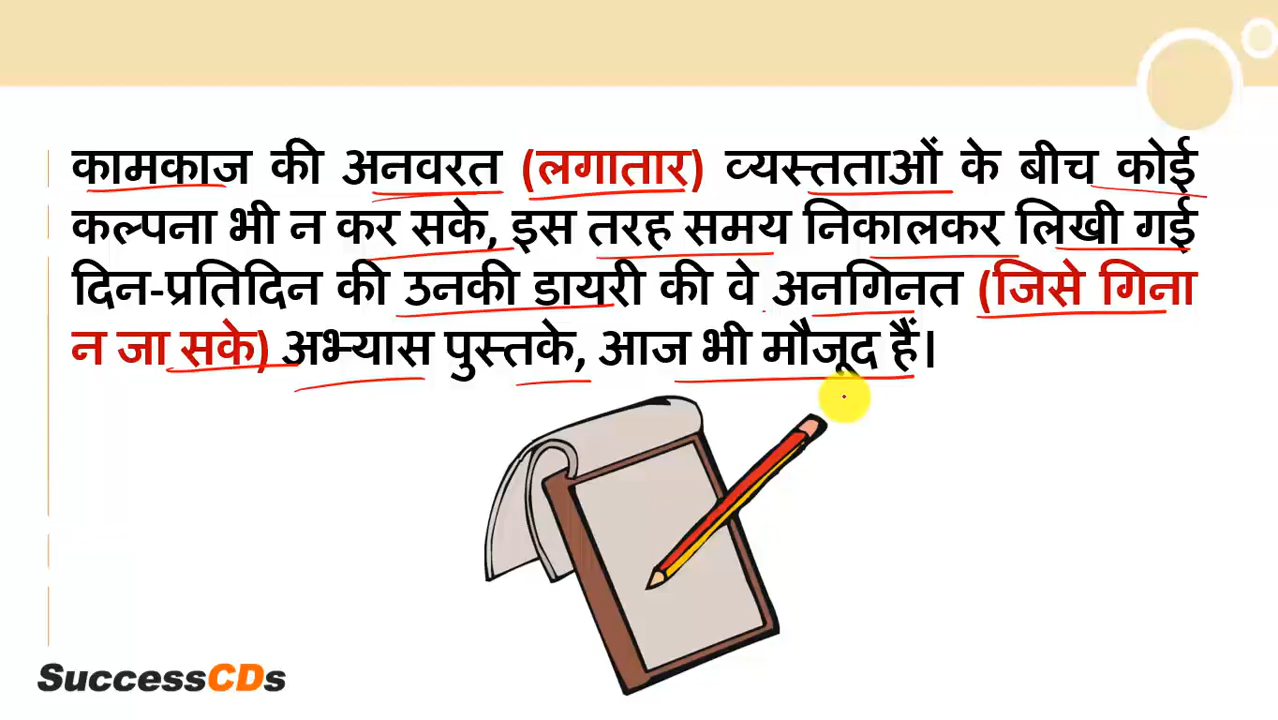 कामकाज की अनवरत (लगातार) व्यस्तताओं के बीच कोई
कल्पना भी न कर सके, इस तरह समय निकालकर लिखी गई
दिन-प्रतिदिन की उनकी डायरी की वे अनगिनत (जिसे गिना
न जा सके) अभ्यास पुस्तके, आज भी मौजूद हैं।
SuccessCDs